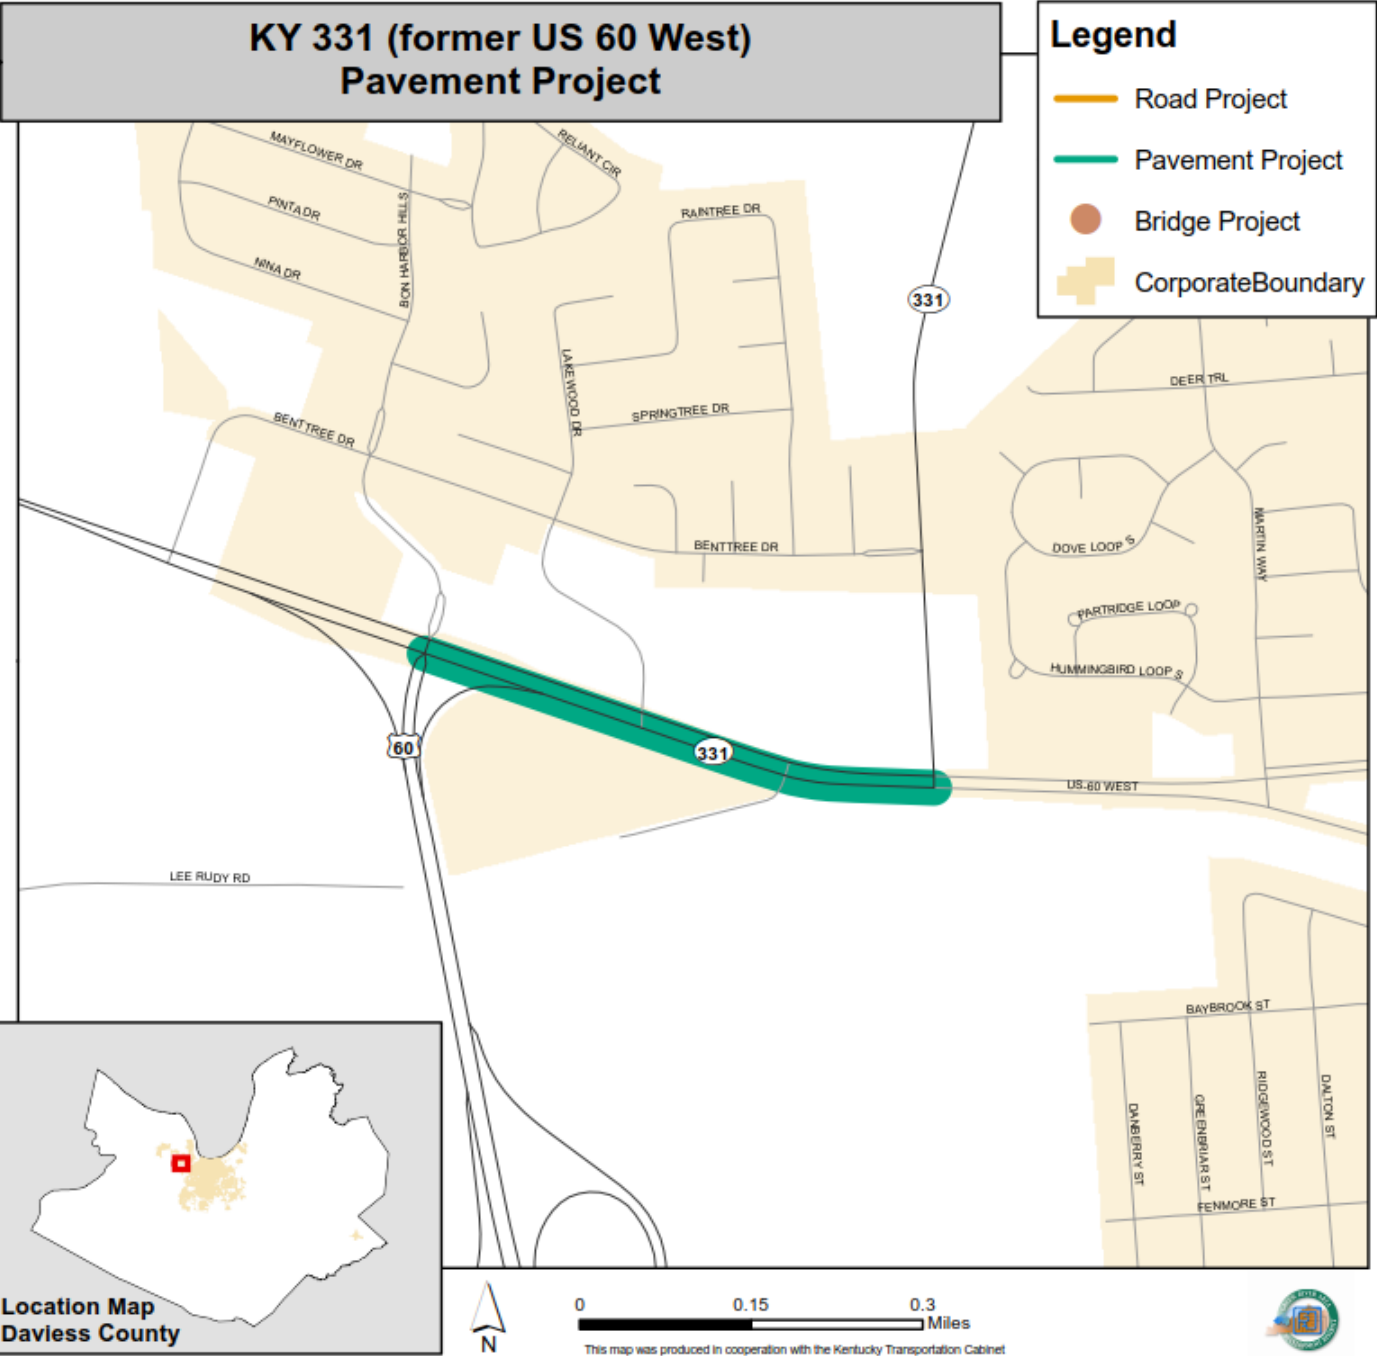 KY 331 (former US 60 West)
Pavement Project
Legend
Road Project
Pavement Project
Bridge Project
CorporateBoundary
MAYFLOWER DR
RELIANT CIR
PINTA DR
BON HARBOR HILLS
NINA DR
RAINTREE DR
331
LAKEWOOD DR
SPRINGTREE DR
DEER TRL
BENTTREE DR
BENTTREE DR
DOVE LOOP S
MARTIN WAY
PARTRIDGE LOOP
HUMMINGBIRD LOOP S
60
331
US-60 WEST
LEE RUDY RD
BAYBROOK ST
DANBERRY ST
GREENBRIAR ST
RIDGEWOOD ST
DALTON ST
FENMORE ST
Location Map
Daviess County
N
0 0.15 0.3
Miles
This map was produced in cooperation with the Kentucky Transportation Cabinet